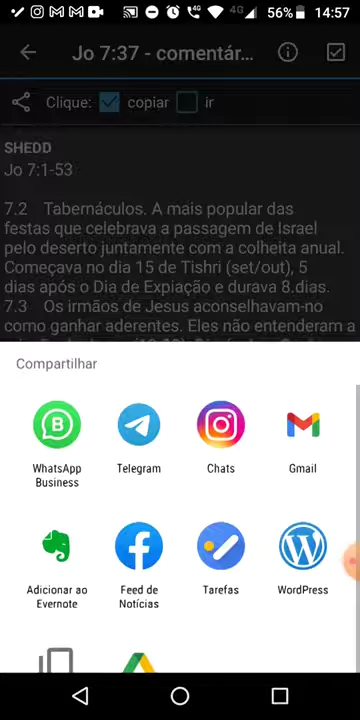 4G 4G 56% 14:57
Jo 7:37 - comentár...
Clique: copiar ir
SHEDD
Jo 7:1-53
7.2 Tabernáculos. A mais popular das
festas que celebrava a passagem de Israel
pelo deserto juntamente com a colheita anual.
Começava no dia 15 de Tishri (set/out), 5
dias após o Dia de Expiação e durava 8.dias.
7.3 Os irmãos de Jesus aconselhavam-no
como ganhar aderentes. Eles não entenderam a
Compartilhar
WhatsApp Business
Telegram
Chats
Gmail
Adicionar ao Evernote
Feed de Notícias
Tarefas
WordPress